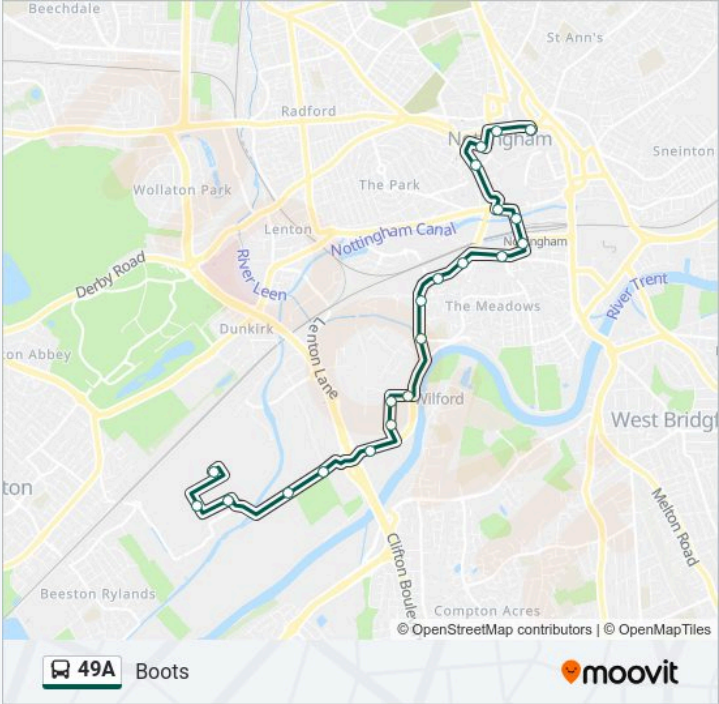 Beechdale
St Ann's
Radford
Nottingham
Sneinton
Wollaton Park
The Park
Lenton
Nottingham Canal
Nottingham
Derby Road
River Leen
River Trent
The Meadows
Dunkirk
Lenton Lane
ton Abbey
Wilford
West Bridgf
ton
Melton Road
Clifton Boule
Beeston Rylands
Compton Acres
© OpenStreetMap contributors | © OpenMapTiles
49A Boots
moovit